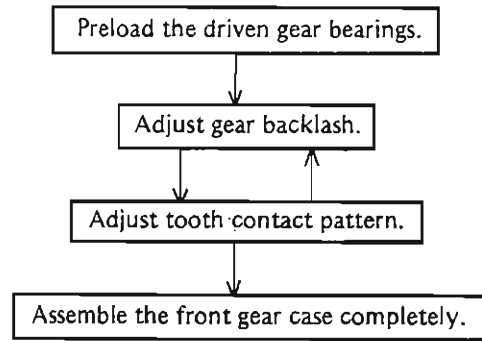 Preload the driven gear bearings.
Adjust gear backlash.
Adjust tooth contact pattern.
Assemble the front gear case completely.